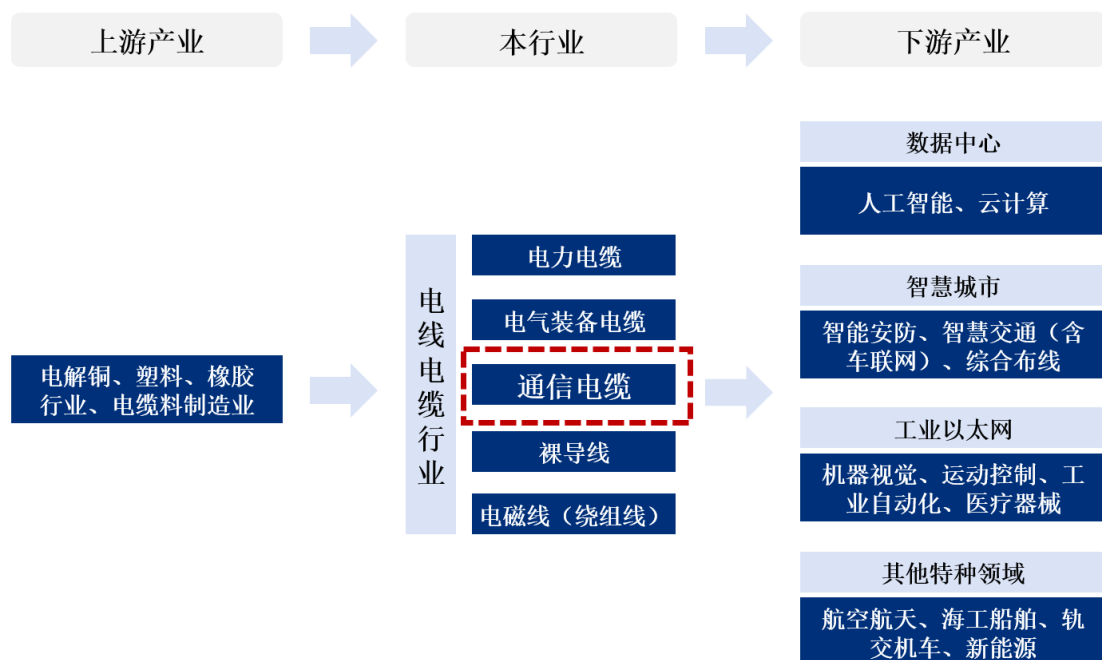 上游产业
本行业
下游产业
电解铜、塑料、橡胶
行业、电缆料制造业
电线电缆行业
电力电缆
电气装备电缆
通信电缆
裸导线
电磁线（绕组线）
数据中心
人工智能、云计算
智慧城市
智能安防、智慧交通（含
车联网）、综合布线
工业以太网
机器视觉、运动控制、工
业自动化、医疗器械
其他特种领域
航空航天、海工船舶、轨
交机车、新能源